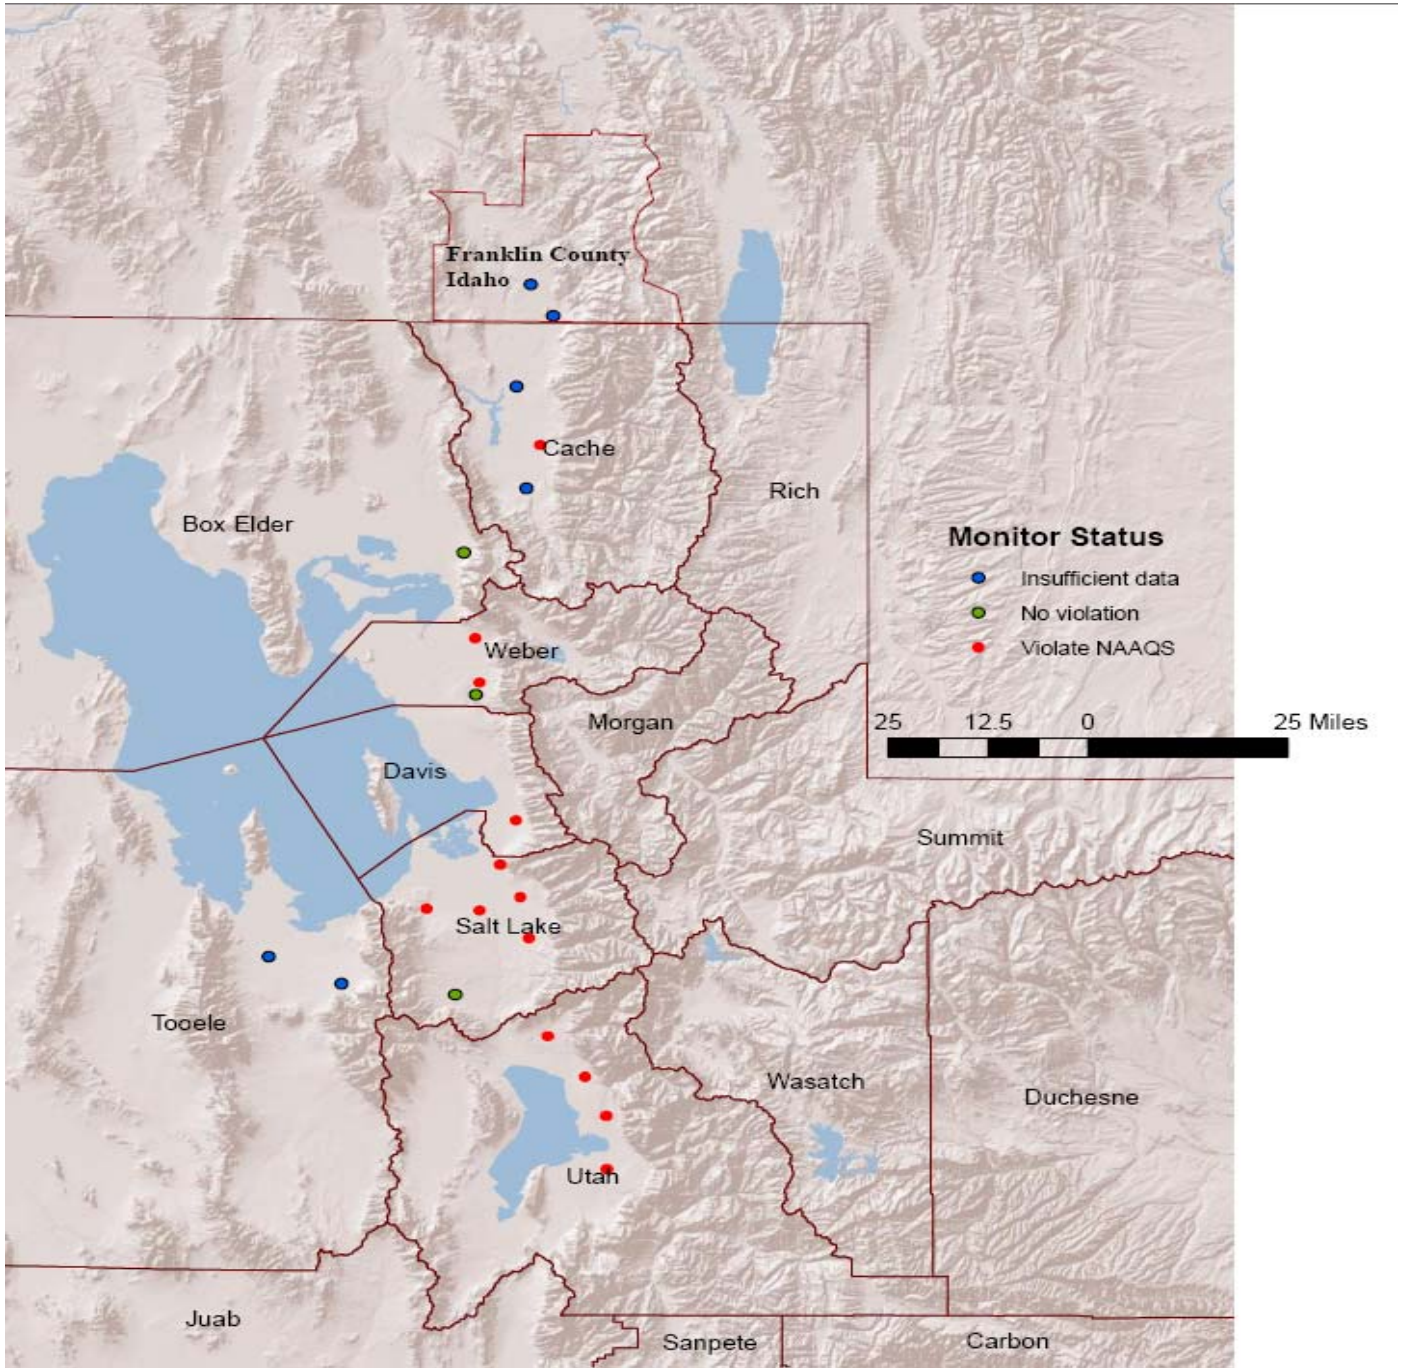 Franklin County
Idaho
Cache
Rich
Box Elder
Monitor Status
Insufficient data
No violation
Violate NAAQS
Weber
Morgan
25 12.5 0 25 Miles
Davis
Summit
Salt Lake
Tooele
Wasatch
Duchesne
Utah
Juab
Sanpete
Carbon